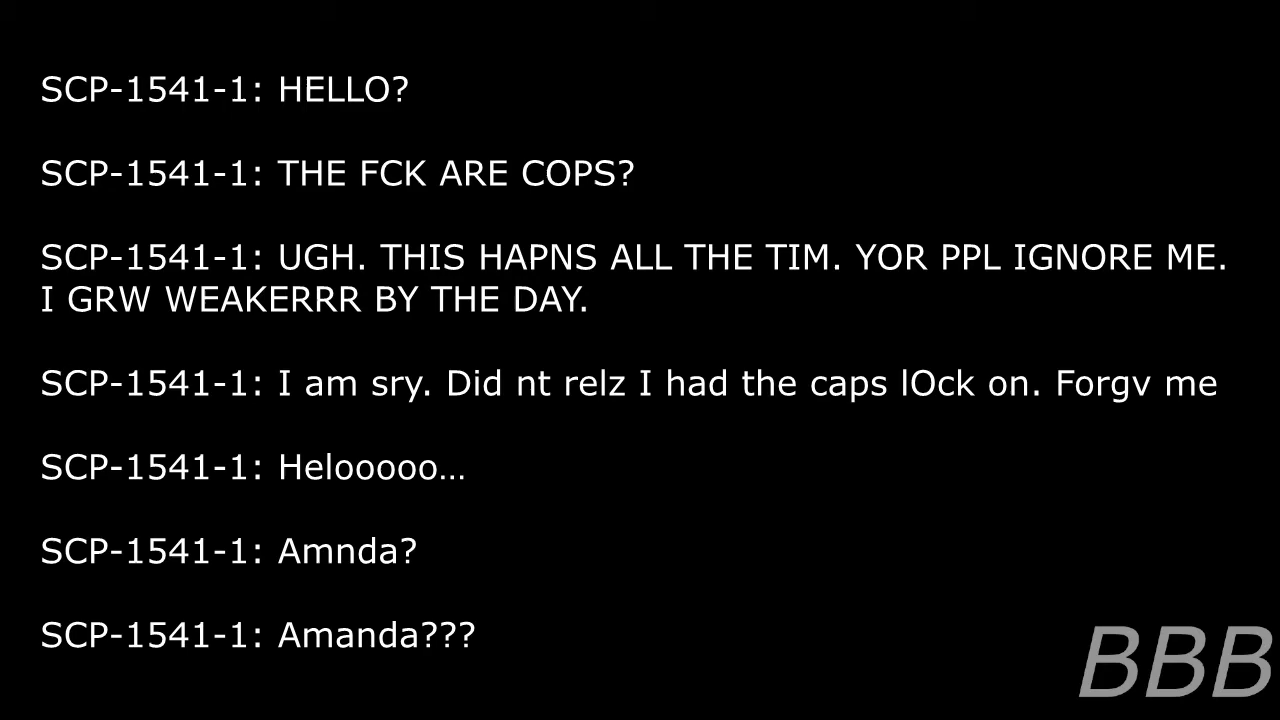 SCP-1541-1: HELLO?
SCP-1541-1: THE FCK ARE COPS?
SCP-1541-1: UGH. THIS HAPNS ALL THE TIM. YOR PPL IGNORE ME.
I GRW WEAKERRR BY THE DAY.
SCP-1541-1: I am sry. Did nt relz I had the caps lOck on. Forgv me
SCP-1541-1: Helooooo…
SCP-1541-1: Amnda?
SCP-1541-1: Amanda???
BBB